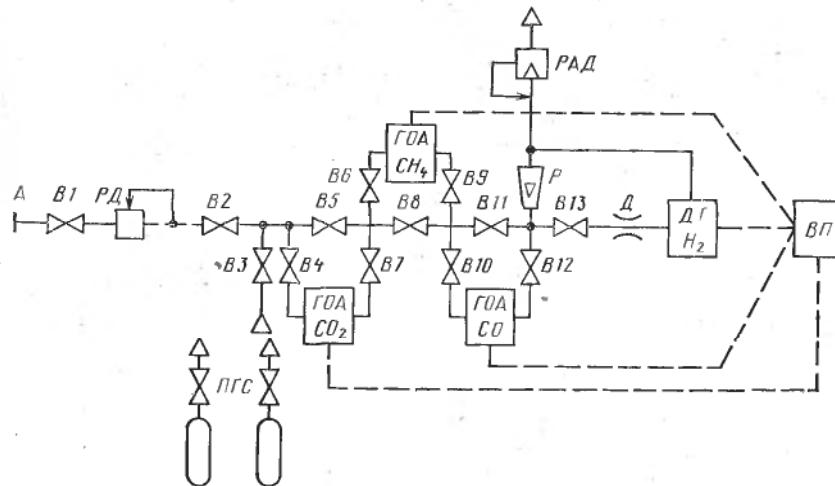 РАД
ГОА
CH₄
В6
В9
Р
А
В1
РД
В2
В5
В8
В11
В13
Д
ДГ
H₂
ВП
В3
В4
В7
В10
В12
ГОА
CO₂
ГОА
CO
ПГС